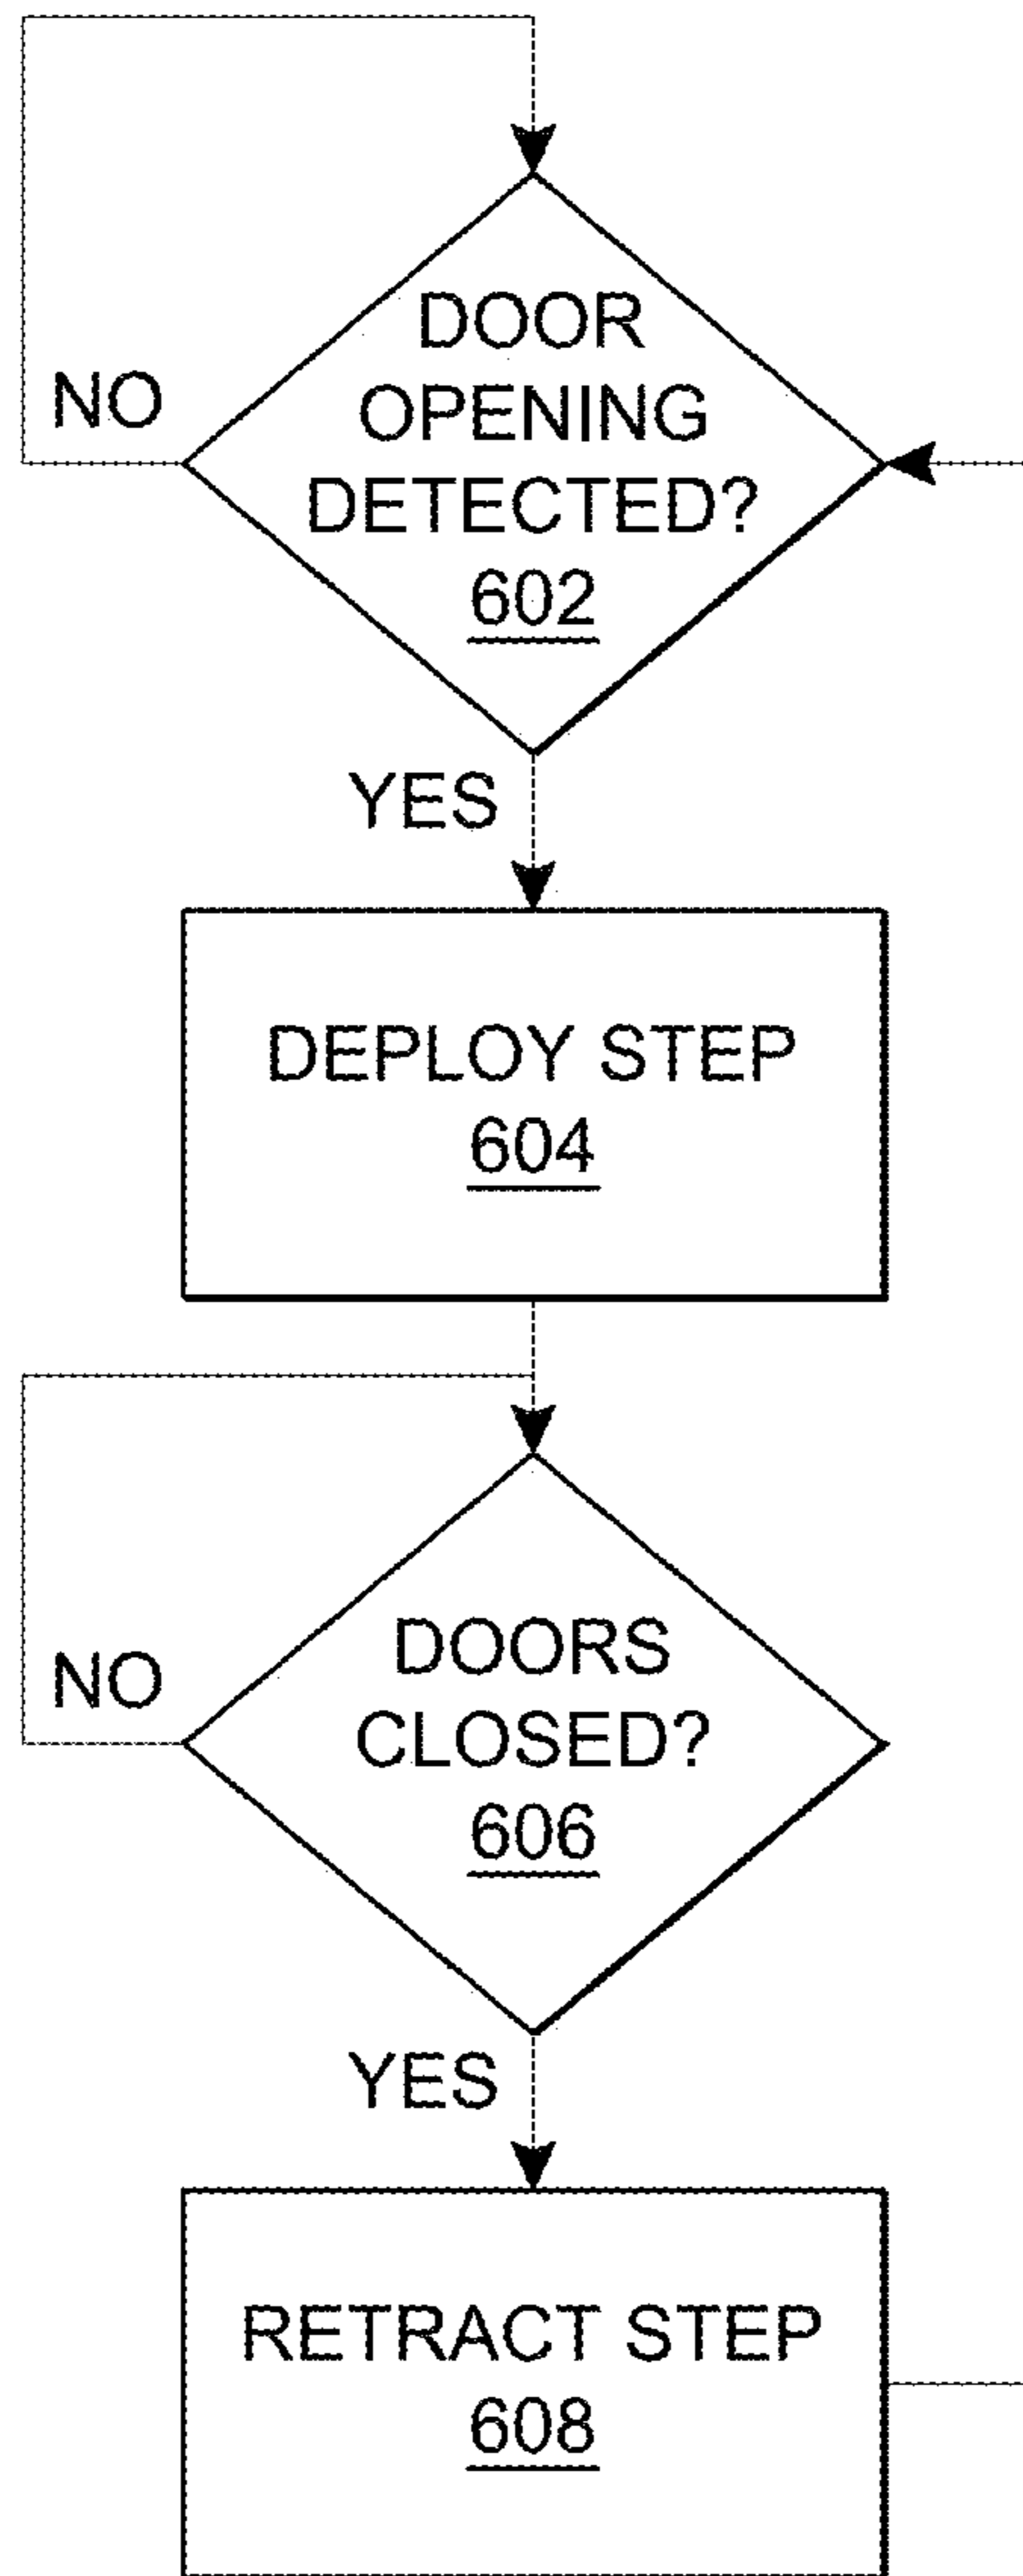 DOOR
OPENING
DETECTED?
602
NO
YES
DEPLOY STEP
604
DOORS
CLOSED?
606
NO
YES
RETRACT STEP
608